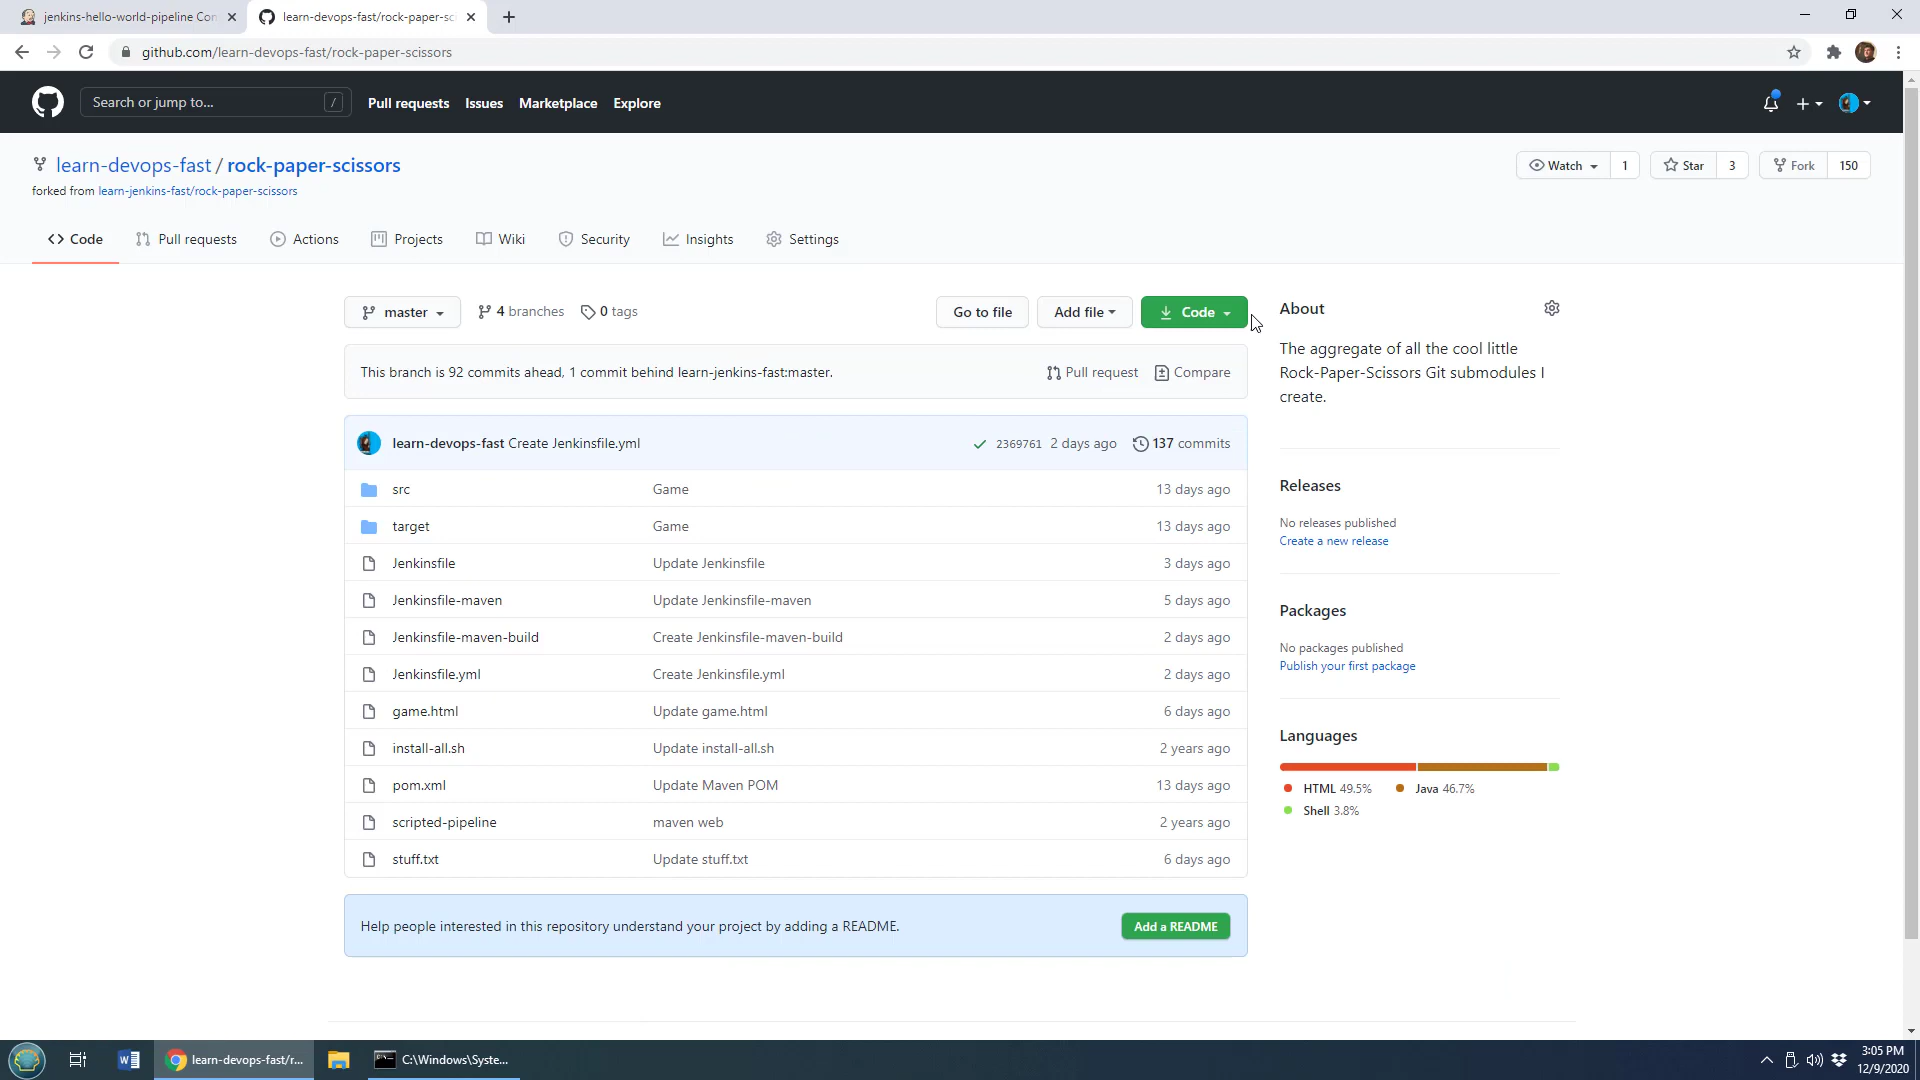 jenkins-hello-world-pipeline Con
learn-devops-fast/rock-paper-sc
github.com/learn-devops-fast/rock-paper-scissors
Search or jump to... /
Pull requests Issues Marketplace Explore
learn-devops-fast / rock-paper-scissors
Watch 1 Star 3 Fork 150
forked from learn-jenkins-fast/rock-paper-scissors
Code Pull requests Actions Projects Wiki Security Insights Settings
master 4 branches 0 tags Go to file Add file Code
This branch is 92 commits ahead, 1 commit behind learn-jenkins-fast:master. Pull request Compare
learn-devops-fast Create Jenkinsfile.yml 2369761 2 days ago 137 commits
src Game 13 days ago
target Game 13 days ago
Jenkinsfile Update Jenkinsfile 3 days ago
Jenkinsfile-maven Update Jenkinsfile-maven 5 days ago
Jenkinsfile-maven-build Create Jenkinsfile-maven-build 2 days ago
Jenkinsfile.yml Create Jenkinsfile.yml 2 days ago
game.html Update game.html 6 days ago
install-all.sh Update install-all.sh 2 years ago
pom.xml Update Maven POM 13 days ago
scripted-pipeline maven web 2 years ago
stuff.txt Update stuff.txt 6 days ago
Help people interested in this repository understand your project by adding a README. Add a README
About
The aggregate of all the cool little
Rock-Paper-Scissors Git submodules I
create.
Releases
No releases published
Create a new release
Packages
No packages published
Publish your first package
Languages
HTML 49.5% Java 46.7%
Shell 3.8%
learn-devops-fast/r...
C:\Windows\Syste...
3:05 PM
12/9/2020